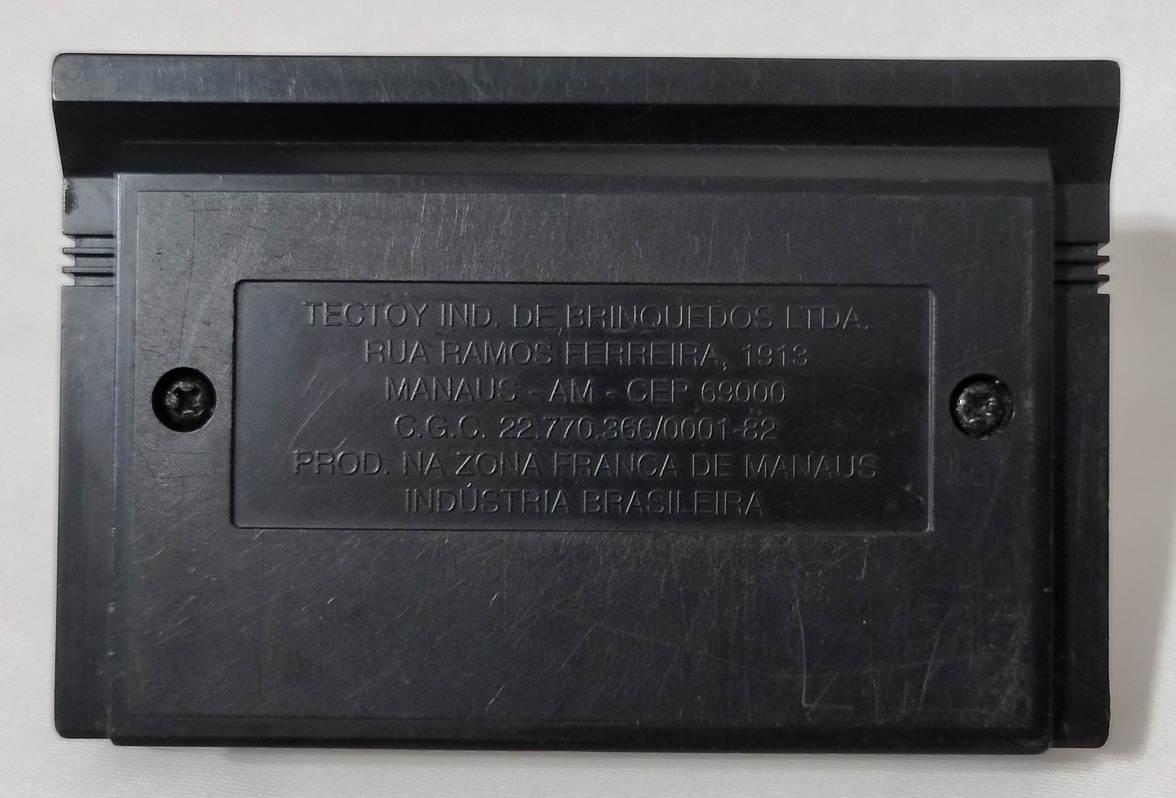 TECTOY IND. DE BRINQUEDOS LTDA.
RUA RAMOS FERREIRA, 1913
MANAUS - AM - CEP 69000
C.G.C. 22.770.366/0001-82
PROD. NA ZONA FRANCA DE MANAUS
INDÚSTRIA BRASILEIRA